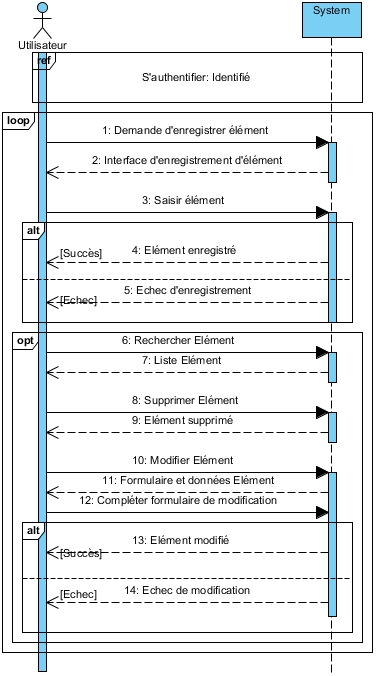 System
Utilisateur
ref
S'authentifier: Identifié
loop
1: Demande d'enregistrer élément
2: Interface d'enregistrement d'élément
3: Saisir élément
alt
4: Elément enregistré
[Succès]
5: Echec d'enregistrement
[Echec]
opt
6: Rechercher Elément
7: Liste Elément
8: Supprimer Elément
9: Elément supprimé
10: Modifier Elément
11: Formulaire et données Elément
12: Compléter formulaire de modification
alt
13: Elément modifié
[Succès]
14: Echec de modification
[Echec]